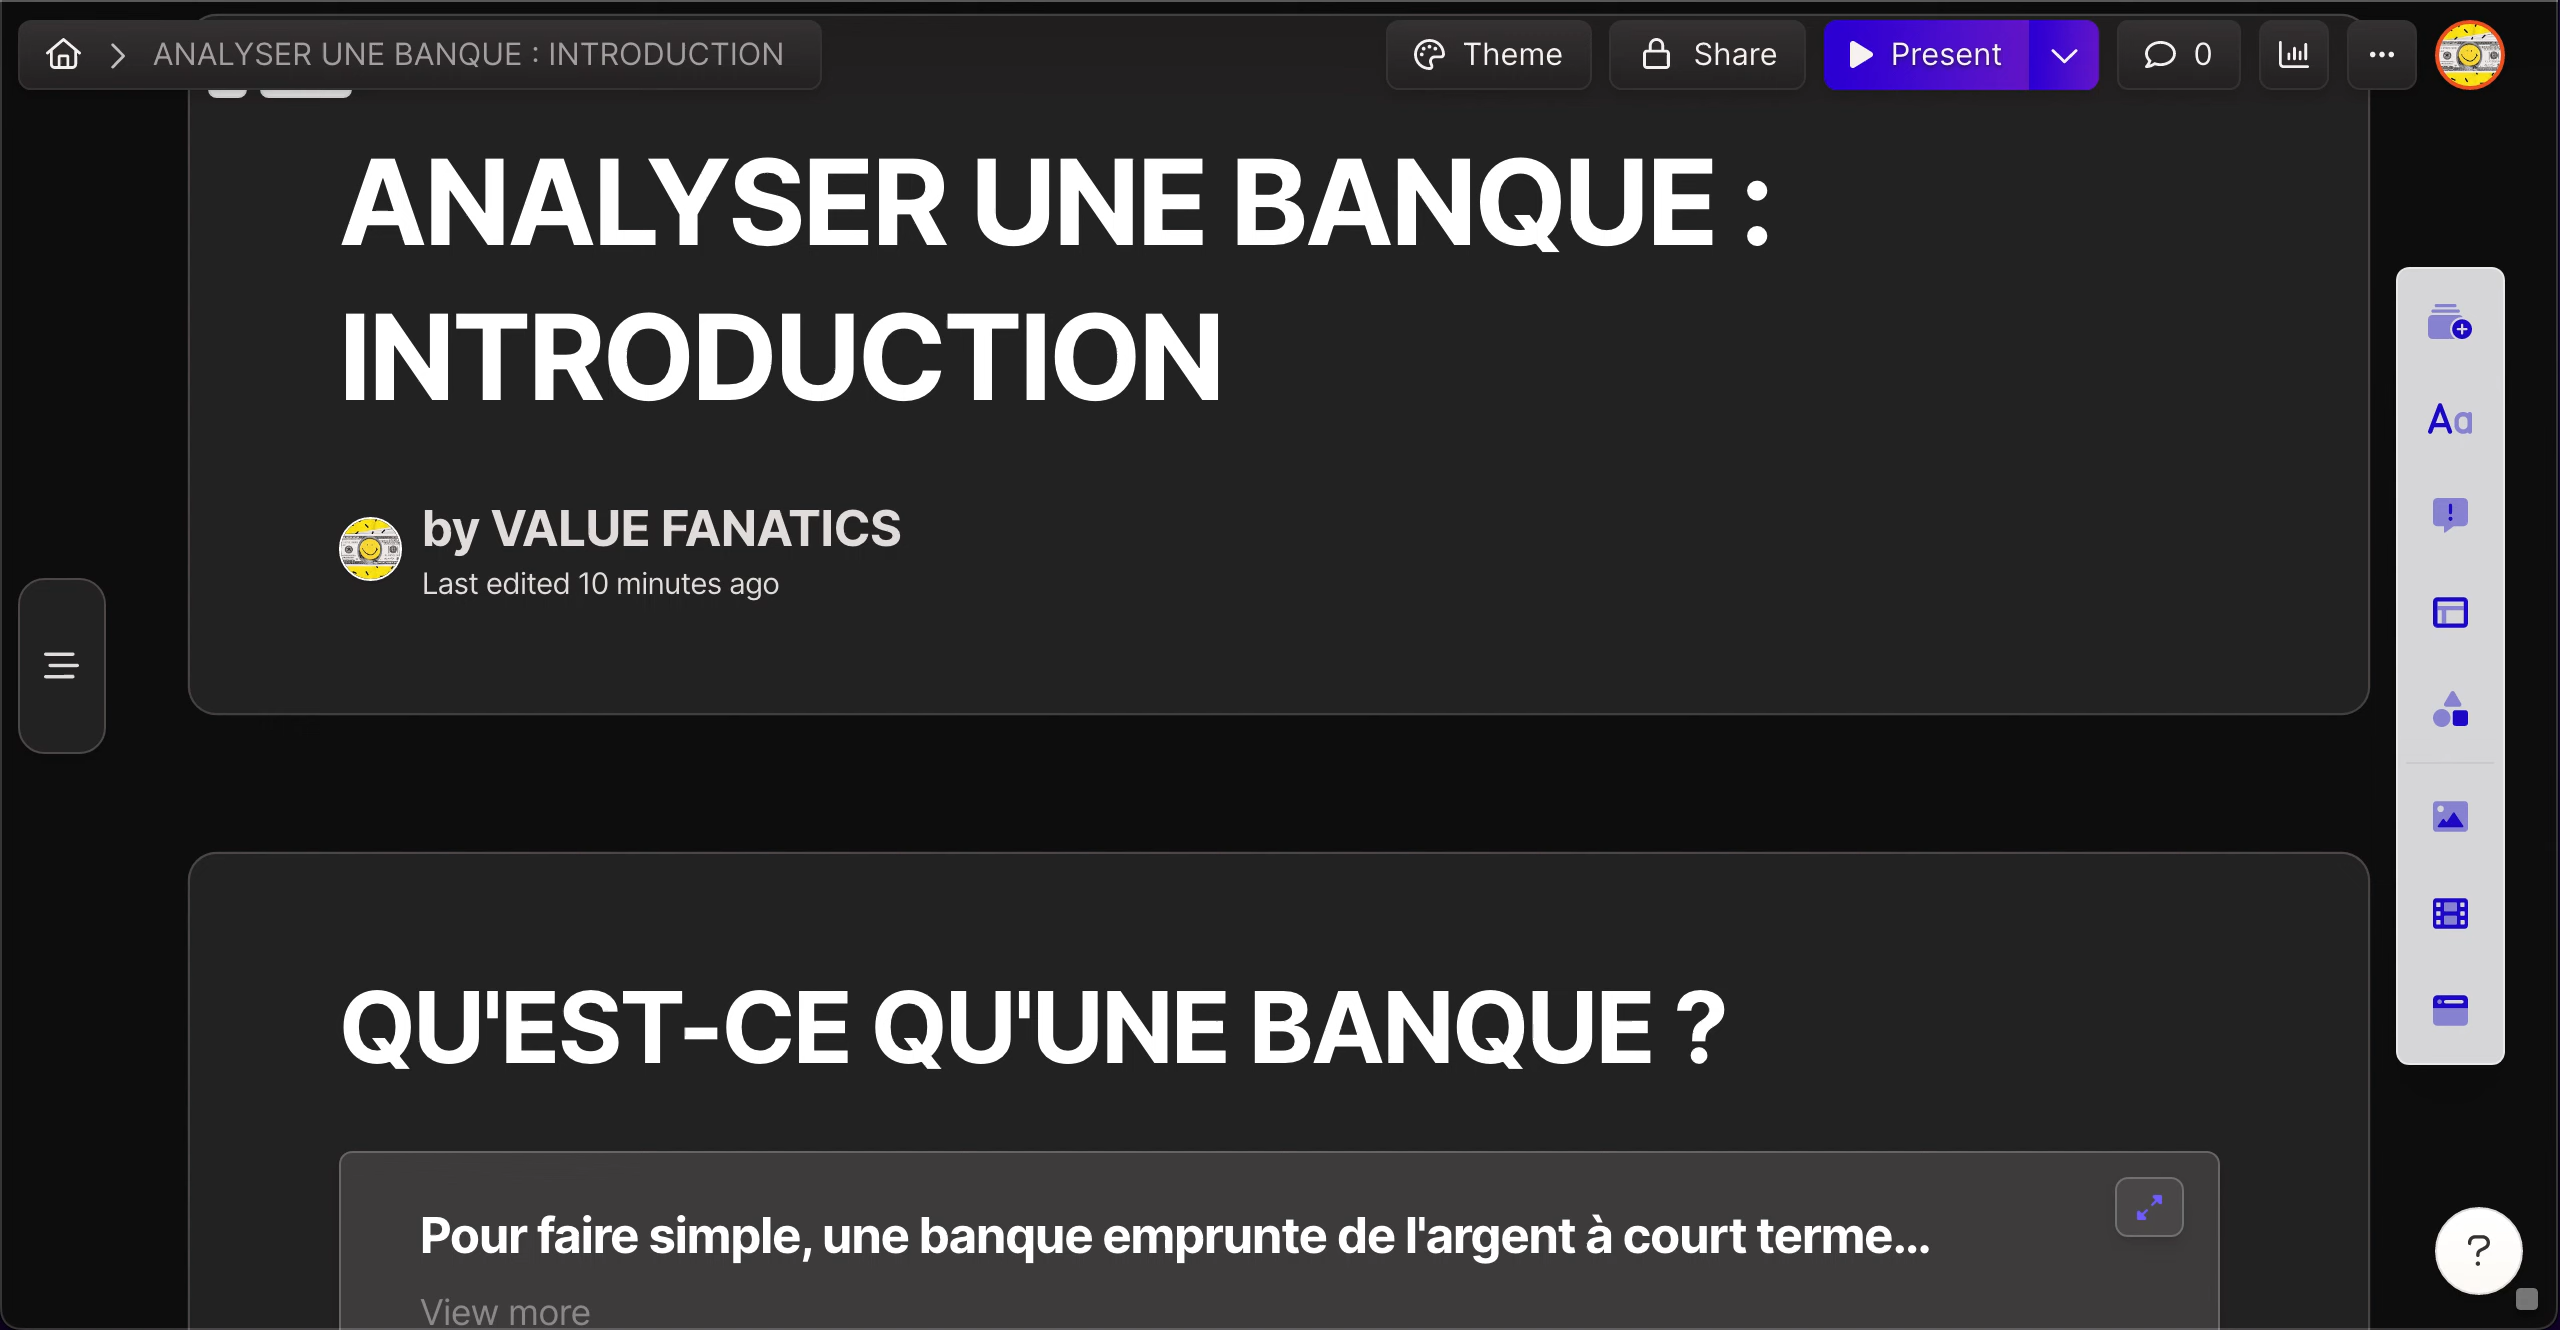 ANALYSER UNE BANQUE : INTRODUCTION
Theme
Share
Present
0
ANALYSER UNE BANQUE :
INTRODUCTION
by VALUE FANATICS
Last edited 10 minutes ago
Aa
QU'EST-CE QU'UNE BANQUE ?
Pour faire simple, une banque emprunte de l'argent à court terme...
View more
?